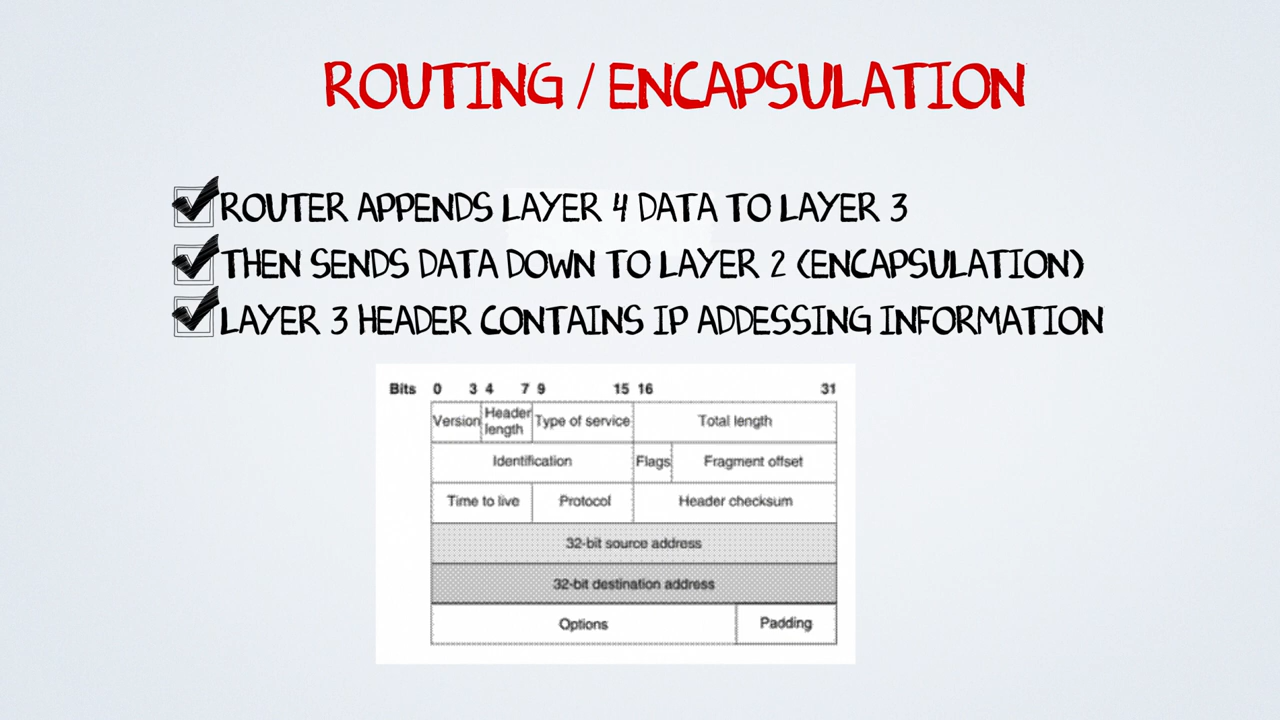 ROUTING / ENCAPSULATION
ROUTER APPENDS LAYER 4 DATA TO LAYER 3
THEN SENDS DATA DOWN TO LAYER 2 (ENCAPSULATION)
LAYER 3 HEADER CONTAINS IP ADDESSING INFORMATION
Bits 0 3 4 7 9 15 16 31
Version Header length Type of service Total length
Identification Flags Fragment offset
Time to live Protocol Header checksum
32-bit source address
32-bit destination address
Options Padding